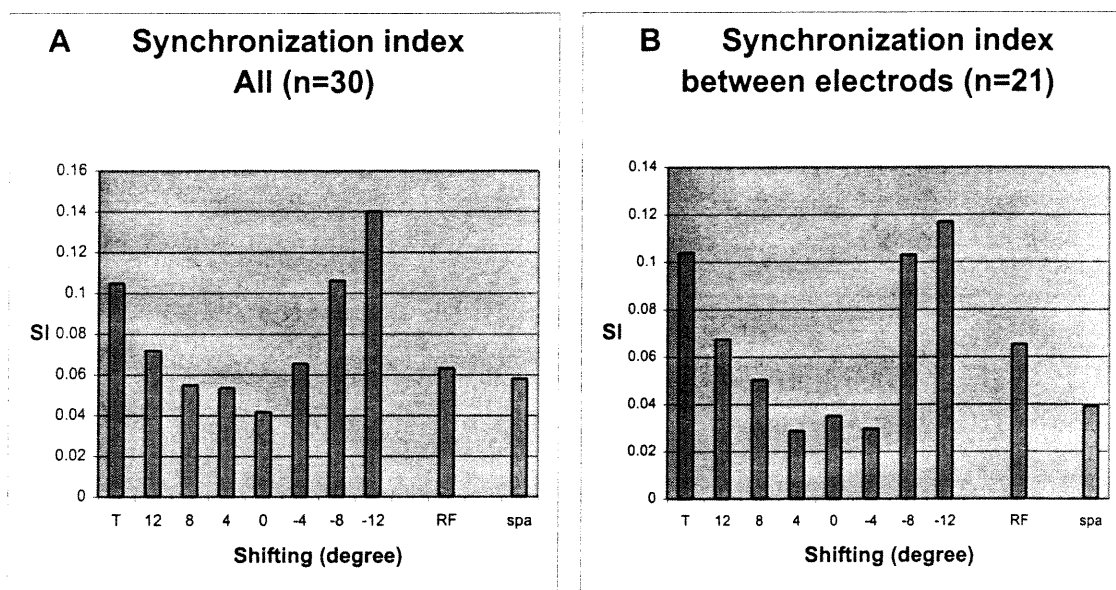 A Synchronization index
All (n=30)
0.16
0.14
0.12
0.1
0.08
0.06
0.04
0.02
0
SI
T 12 8 4 0 -4 -8 -12 RF spa
Shifting (degree)
B Synchronization index
between electrods (n=21)
0.14
0.12
0.1
0.08
0.06
0.04
0.02
0
SI
T 12 8 4 0 -4 -8 -12 RF spa
Shifting (degree)